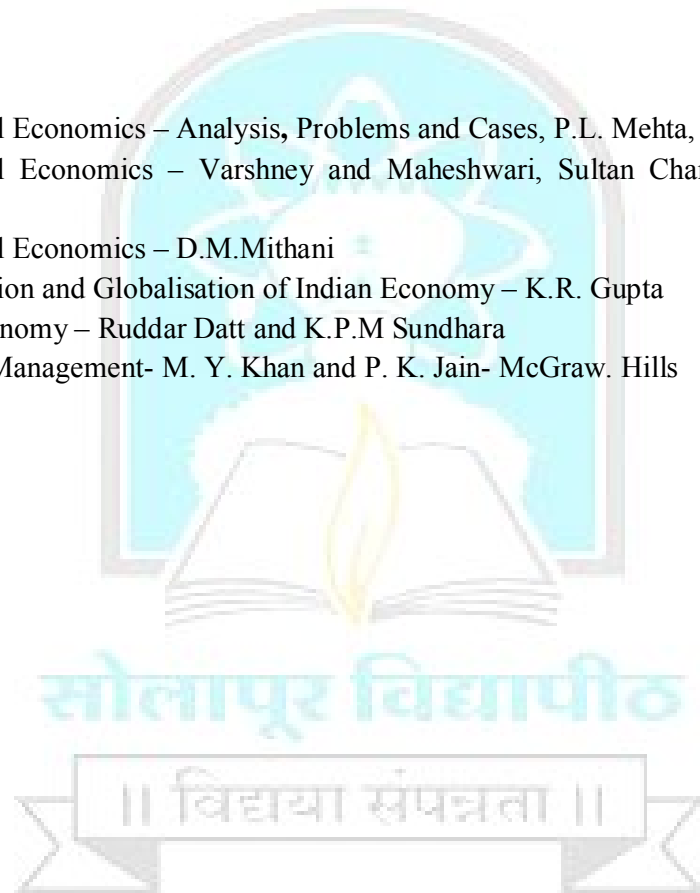 l Economics – Analysis, Problems and Cases, P.L. Mehta,
l Economics – Varshney and Maheshwari, Sultan Cha
l Economics – D.M.Mithani
ion and Globalisation of Indian Economy – K.R. Gupta
nomy – Ruddar Datt and K.P.M Sundhara
Management- M. Y. Khan and P. K. Jain- McGraw. Hills
सोलापूर विद्यापीठ
|| विद्यया संपन्नता ||